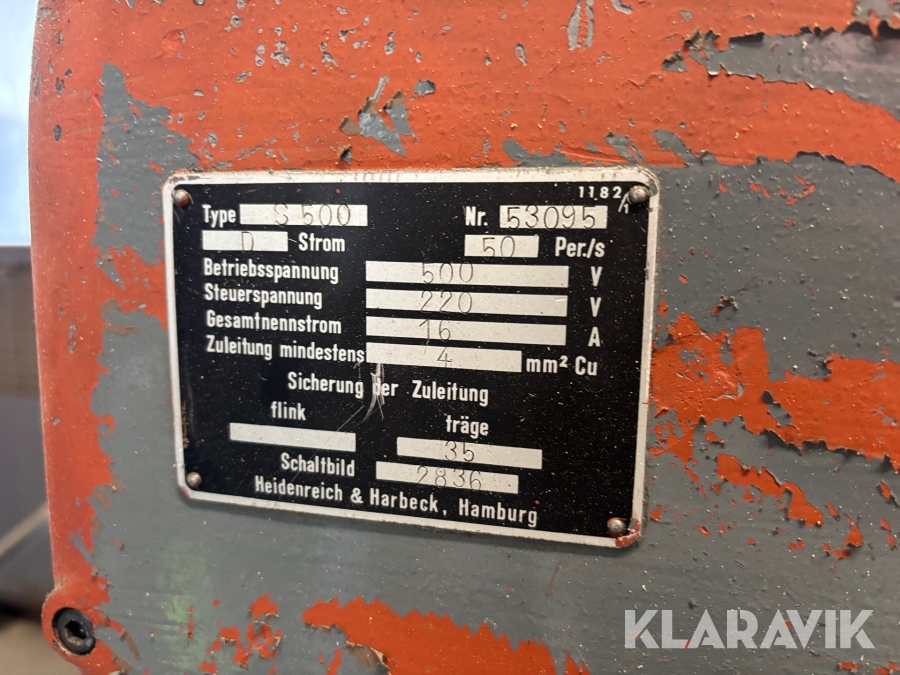 1182/1
Type S 500 Nr. 53095
D Strom 50 Per./s
Betriebsspannung 500 V
Steuerspannung 220 V
Gesamtnennstrom 16 A
Zuleitung mindestens 4 mm² Cu
Sicherung der Zuleitung
flink träge
35
Schaltbild 2836
Heidenreich & Harbeck, Hamburg
KLARAVIK